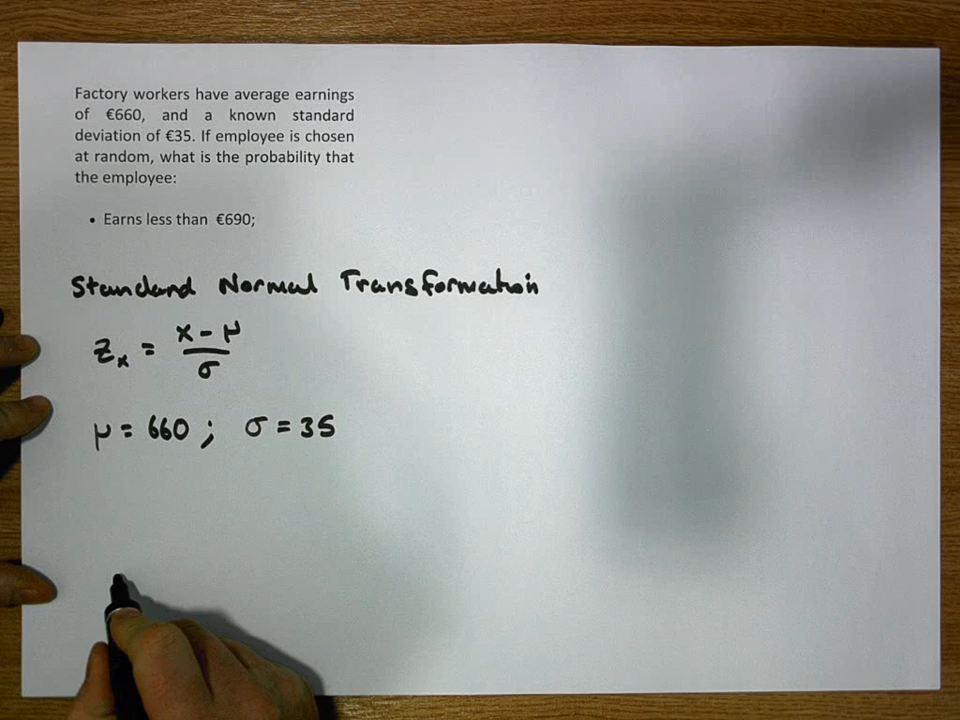 Factory workers have average earnings
of €660, and a known standard
deviation of €35. If employee is chosen
at random, what is the probability that
the employee:
• Earns less than €690;
Standard Normal Transformation
Zx = x - μ / σ
μ = 660 ; σ = 35